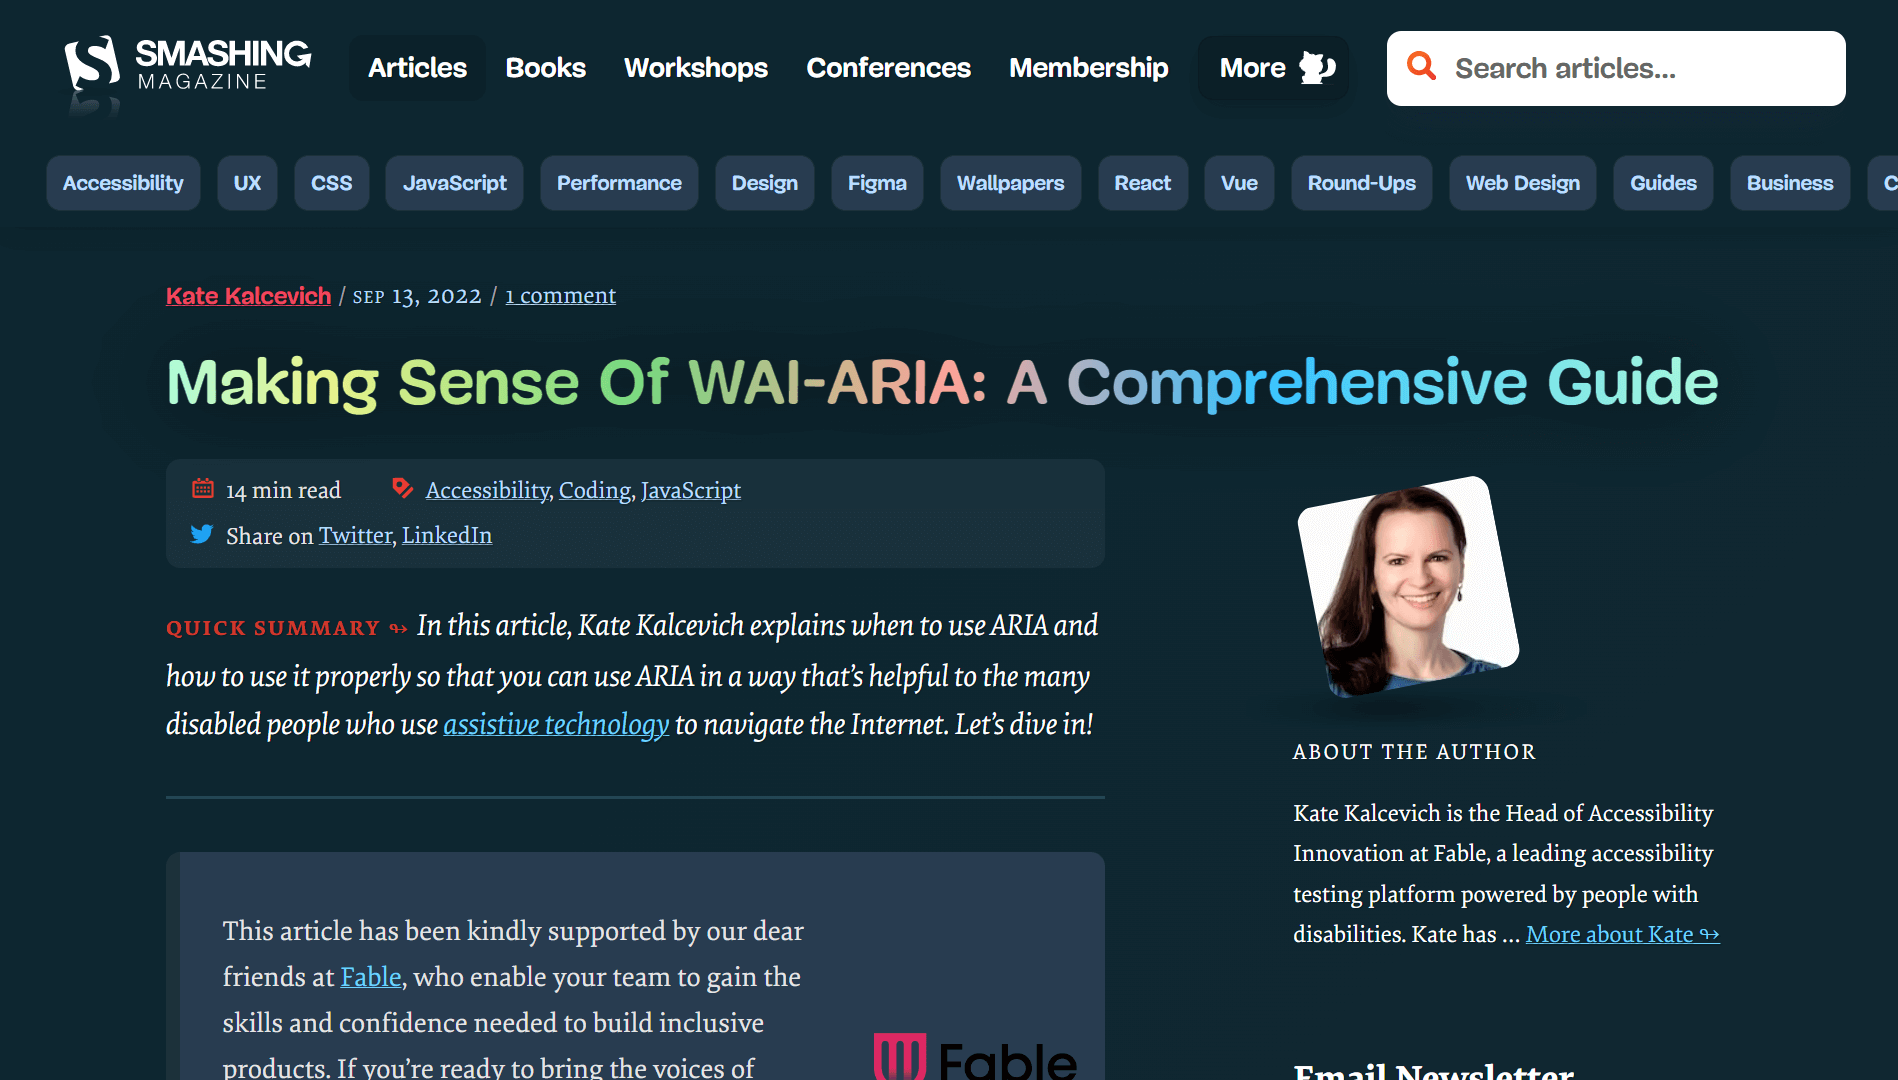 SMASHING
MAGAZINE
Articles
Books
Workshops
Conferences
Membership
More
Search articles...
Accessibility
UX
CSS
JavaScript
Performance
Design
Figma
Wallpapers
React
Vue
Round-Ups
Web Design
Guides
Business
Kate Kalcevich / SEP 13, 2022 / 1 comment
Making Sense Of WAI-ARIA: A Comprehensive Guide
14 min read
Accessibility, Coding, JavaScript
Share on Twitter, LinkedIn
QUICK SUMMARY ↬ In this article, Kate Kalcevich explains when to use ARIA and
how to use it properly so that you can use ARIA in a way that’s helpful to the many
disabled people who use assistive technology to navigate the Internet. Let’s dive in!
This article has been kindly supported by our dear
friends at Fable, who enable your team to gain the
skills and confidence needed to build inclusive
products. If you’re ready to bring the voices of
Fable
ABOUT THE AUTHOR
Kate Kalcevich is the Head of Accessibility
Innovation at Fable, a leading accessibility
testing platform powered by people with
disabilities. Kate has … More about Kate ↬
Email Newsletter